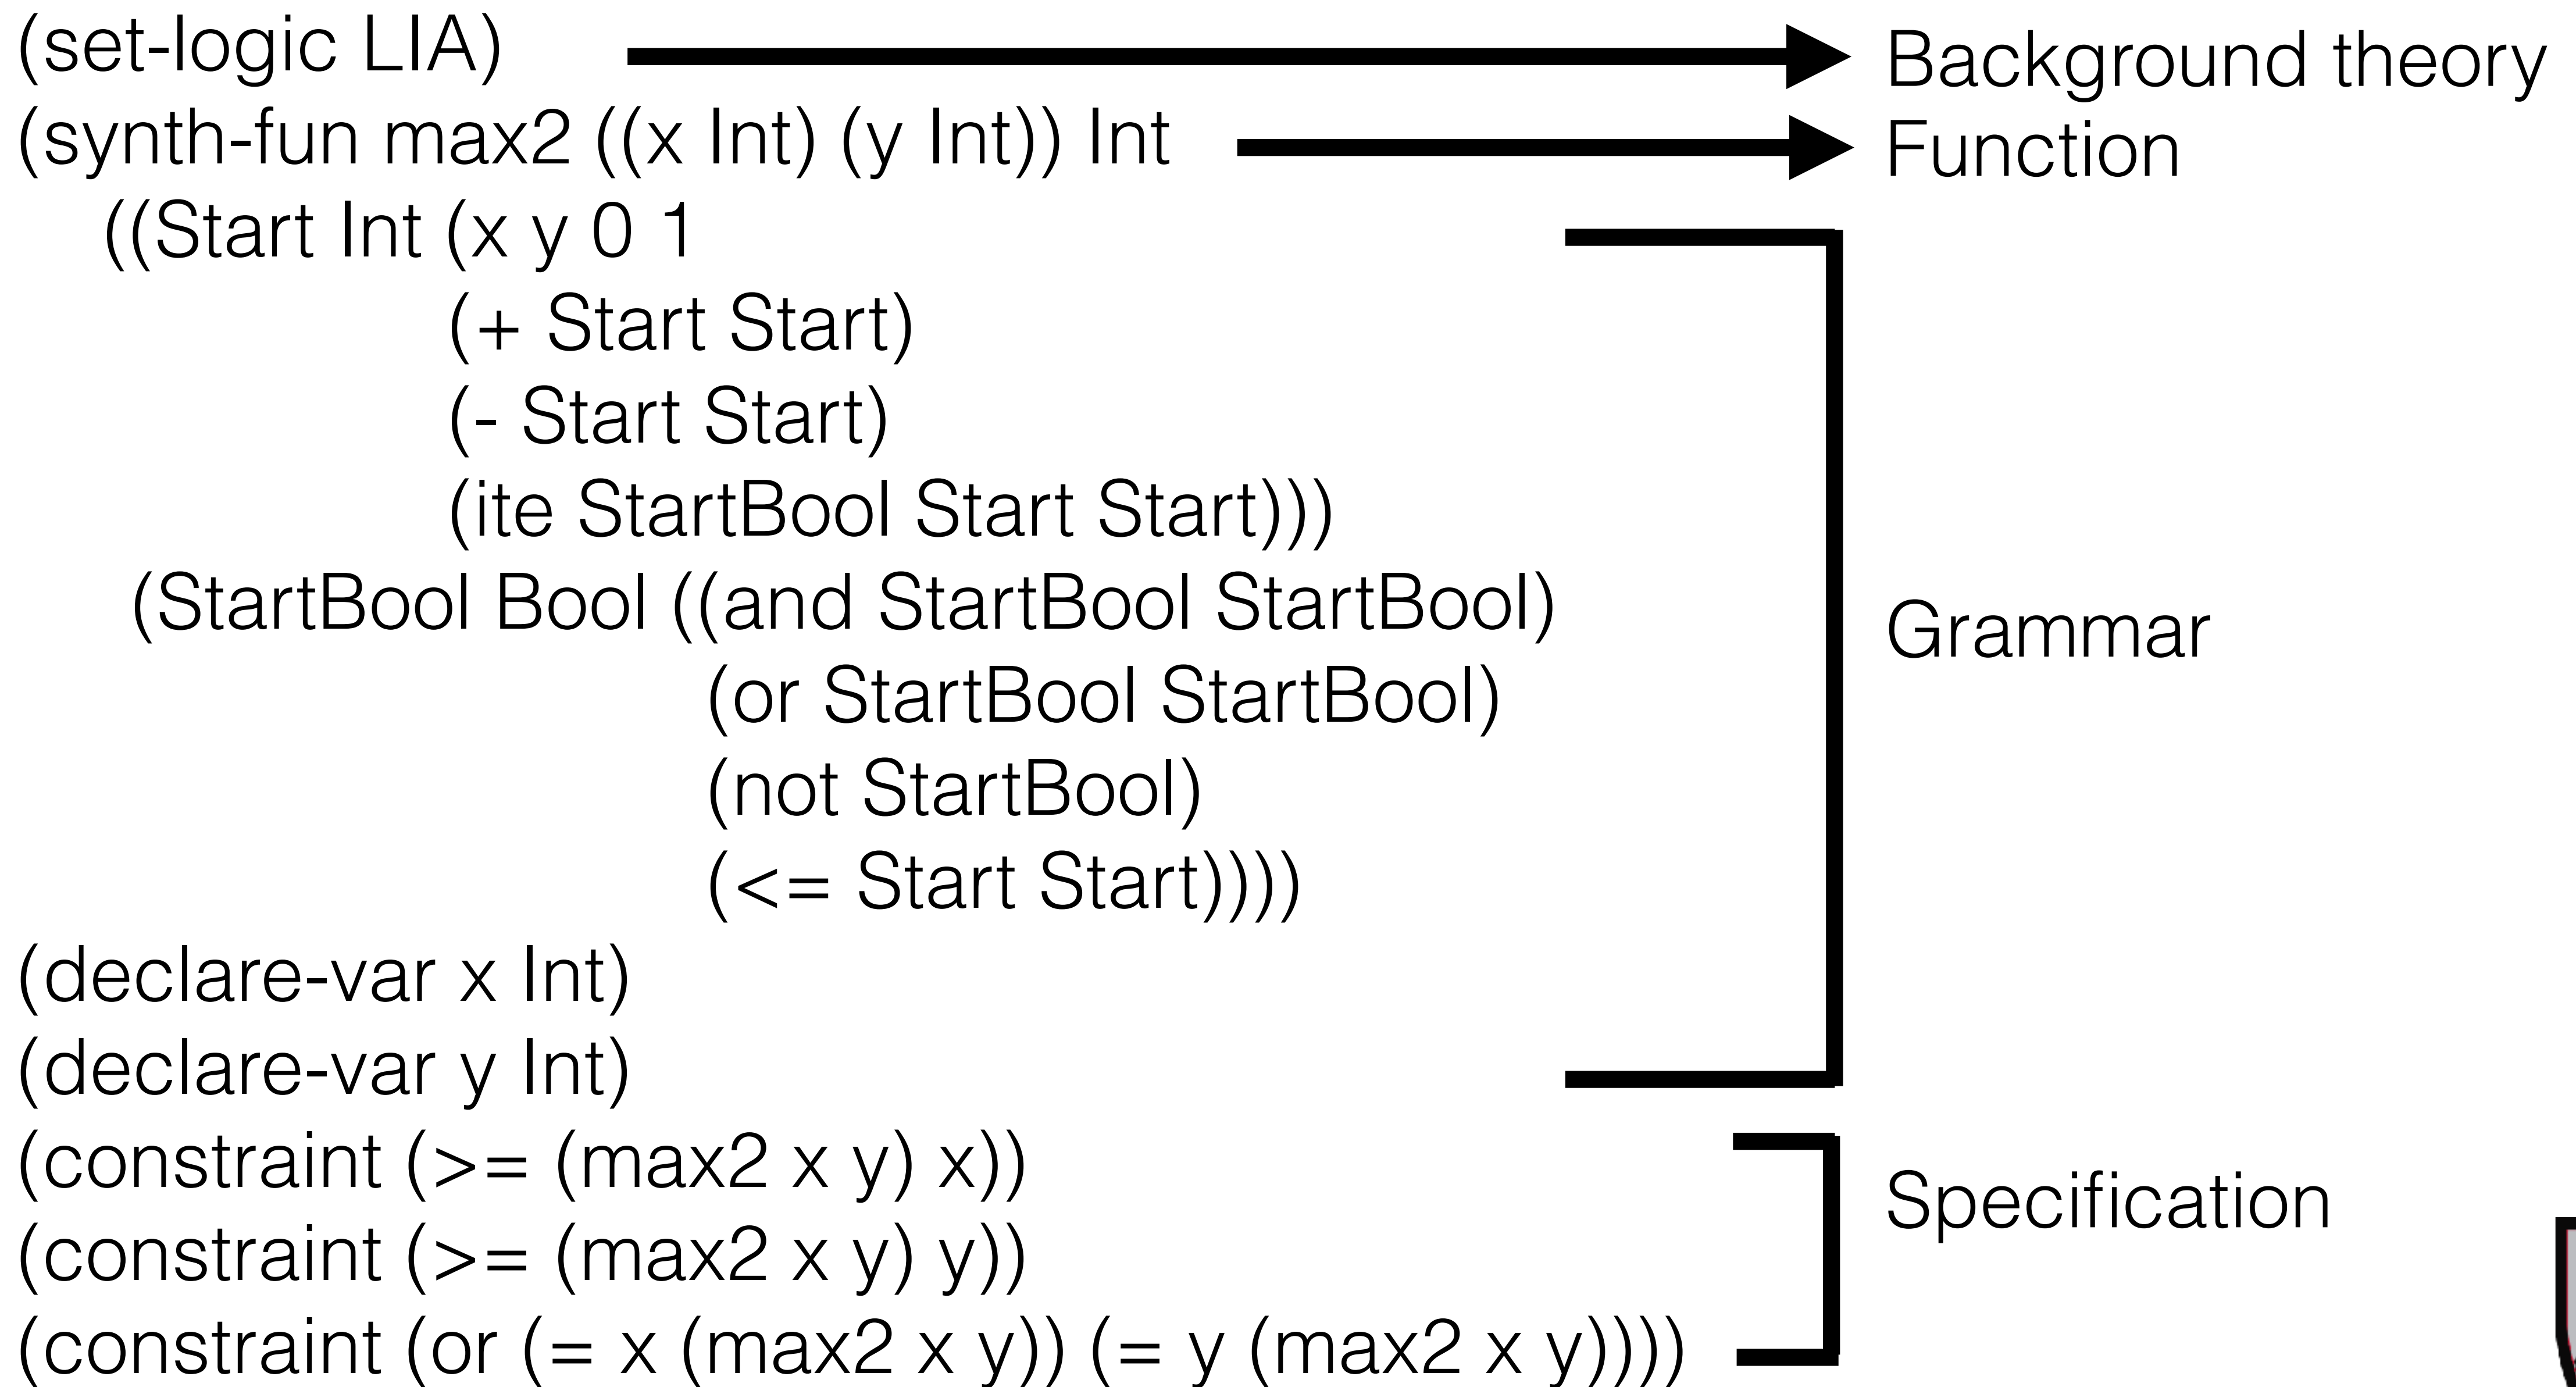 (set-logic LIA) Background theory
(synth-fun max2 ((x Int) (y Int)) Int Function
((Start Int (x y 0 1
(+ Start Start)
(- Start Start)
(ite StartBool Start Start)))
(StartBool Bool ((and StartBool StartBool) Grammar
(or StartBool StartBool)
(not StartBool)
(<= Start Start))))
(declare-var x Int)
(declare-var y Int)
(constraint (>= (max2 x y) x)) Specification
(constraint (>= (max2 x y) y))
(constraint (or (= x (max2 x y)) (= y (max2 x y))))